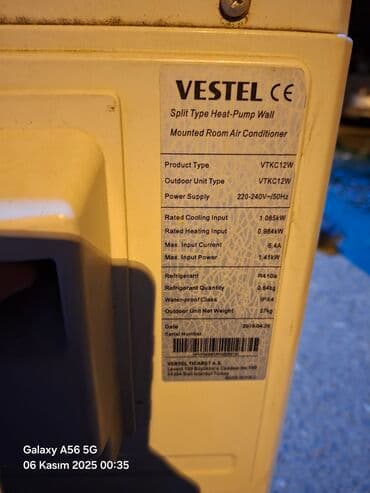 VESTEL CE
Split Type Heat-Pump Wall
Mounted Room Air Conditioner
Product Type VTKC12W
Outdoor Unit Type VTKC12W
Power Supply 220-240V~/50Hz
Rated Cooling Input 1.065kW
Rated Heating Input 0.984kW
Max. Input Current 6.4A
Max. Input Power 1.41kW
Refrigerant R410a
Refrigerant Quantity 0.84kg
Waterproof Class IPX4
Outdoor Unit Net Weight
Date
Serial Number
VESTEL TICARET A.S.
Galaxy A56 5G
06 Kasım 2025 00:35